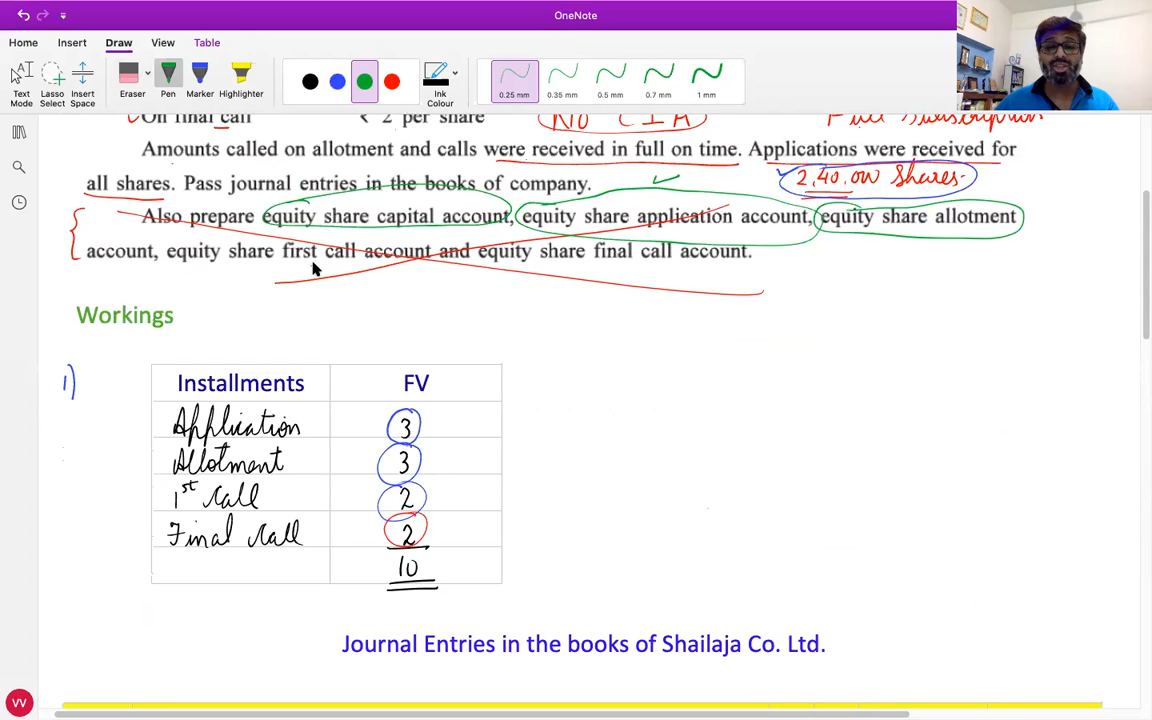 OneNote
Home Insert Draw View Table
Text Mode
Lasso Select
Insert Space
Eraser
Pen
Marker
Highlighter
Ink Colour
0.25 mm
0.35 mm
0.5 mm
0.7 mm
1 mm
On final call ₹ 2 per share
Full Subscription
Amounts called on allotment and calls were received in full on time. Applications were received for
all shares. Pass journal entries in the books of company.
2,40,000 Shares.
Also prepare equity share capital account, equity share application account, equity share allotment
account, equity share first call account and equity share final call account.
Workings
1)
Installments FV
Application 3
Allotment 3
1st Call 2
Final Call 2
10
Journal Entries in the books of Shailaja Co. Ltd.
VV